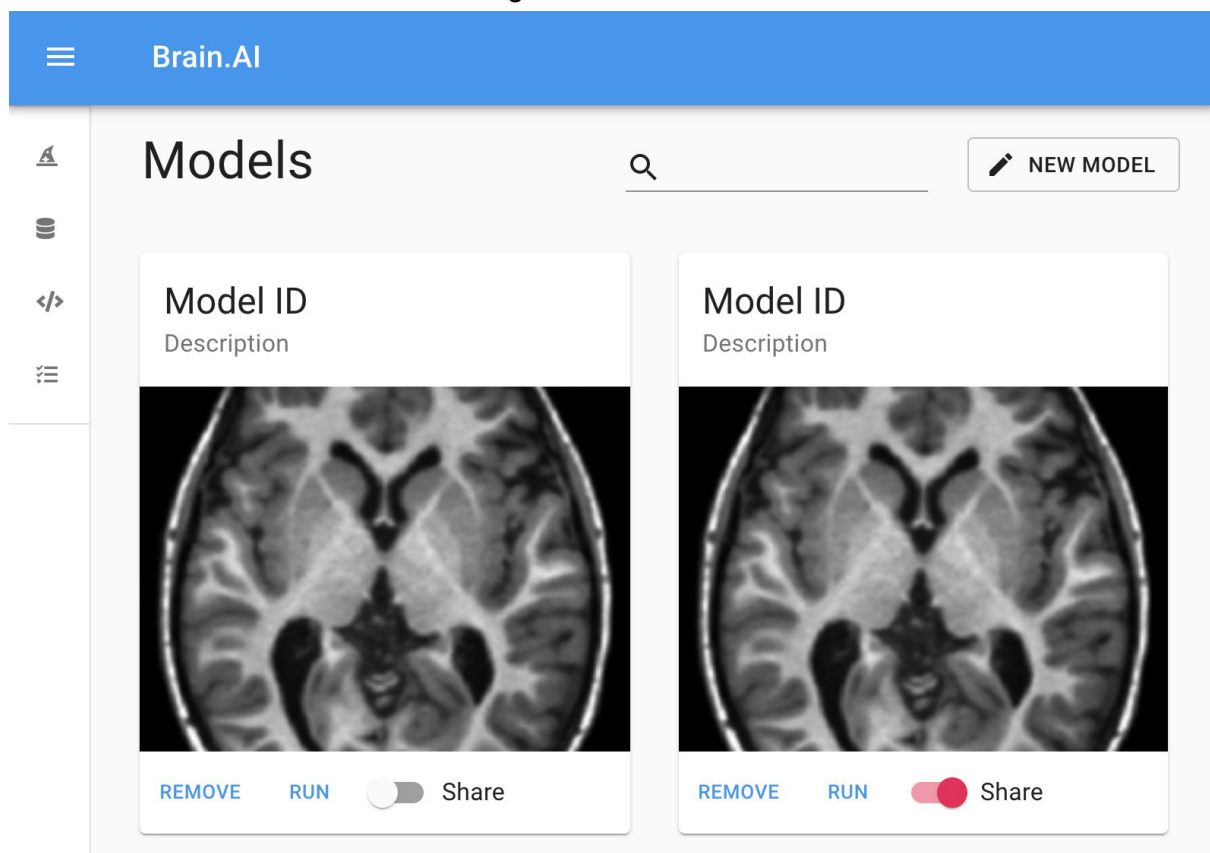 Brain.AI
Models
NEW MODEL
Model ID
Description
Model ID
Description
REMOVE RUN Share
REMOVE RUN Share